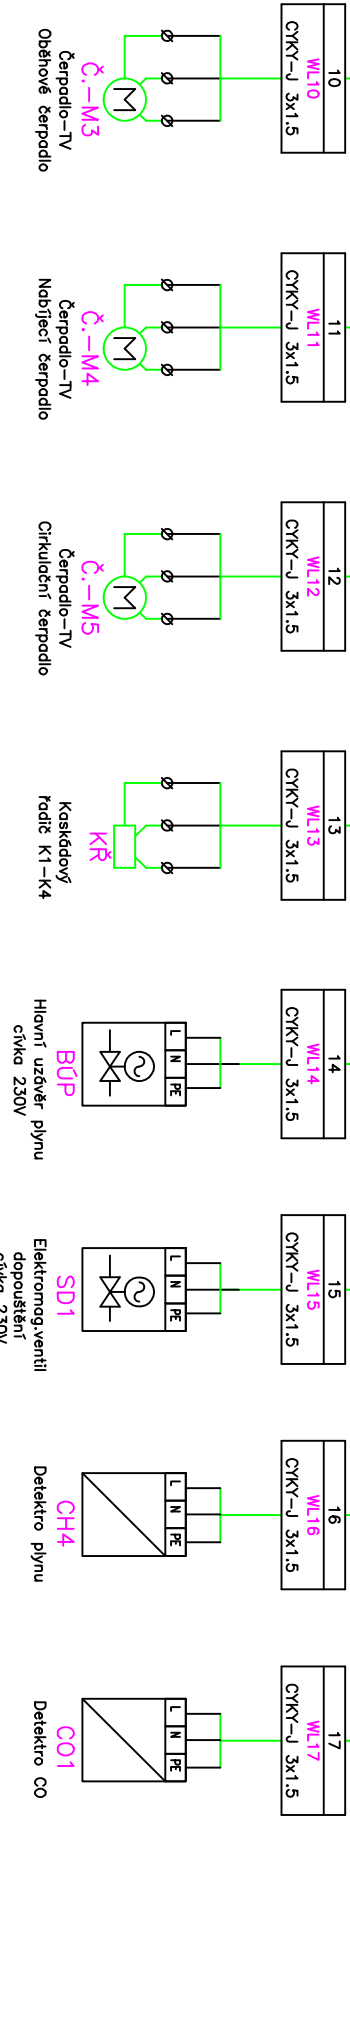 10
WL10
CYKY-J 3x1.5
M
Č.-M3
Čerpadlo-TV
Oběhové čerpadlo
11
WL11
CYKY-J 3x1.5
M
Č.-M4
Čerpadlo-TV
Nabíjecí čerpadlo
12
WL12
CYKY-J 3x1.5
M
Č.-M5
Čerpadlo-TV
Cirkulační čerpadlo
13
WL13
CYKY-J 3x1.5
KŘ
Kaskádový
řadič K1-K4
14
WL14
CYKY-J 3x1.5
L N PE
BÚP
Hlavní uzávěr plynu
cívka 230V
15
WL15
CYKY-J 3x1.5
L N PE
SD1
Elektromag.ventil
dopouštění
cívka 230V
16
WL16
CYKY-J 3x1.5
L N PE
CH4
Detektro plynu
17
WL17
CYKY-J 3x1.5
L N PE
CO1
Detektro CO